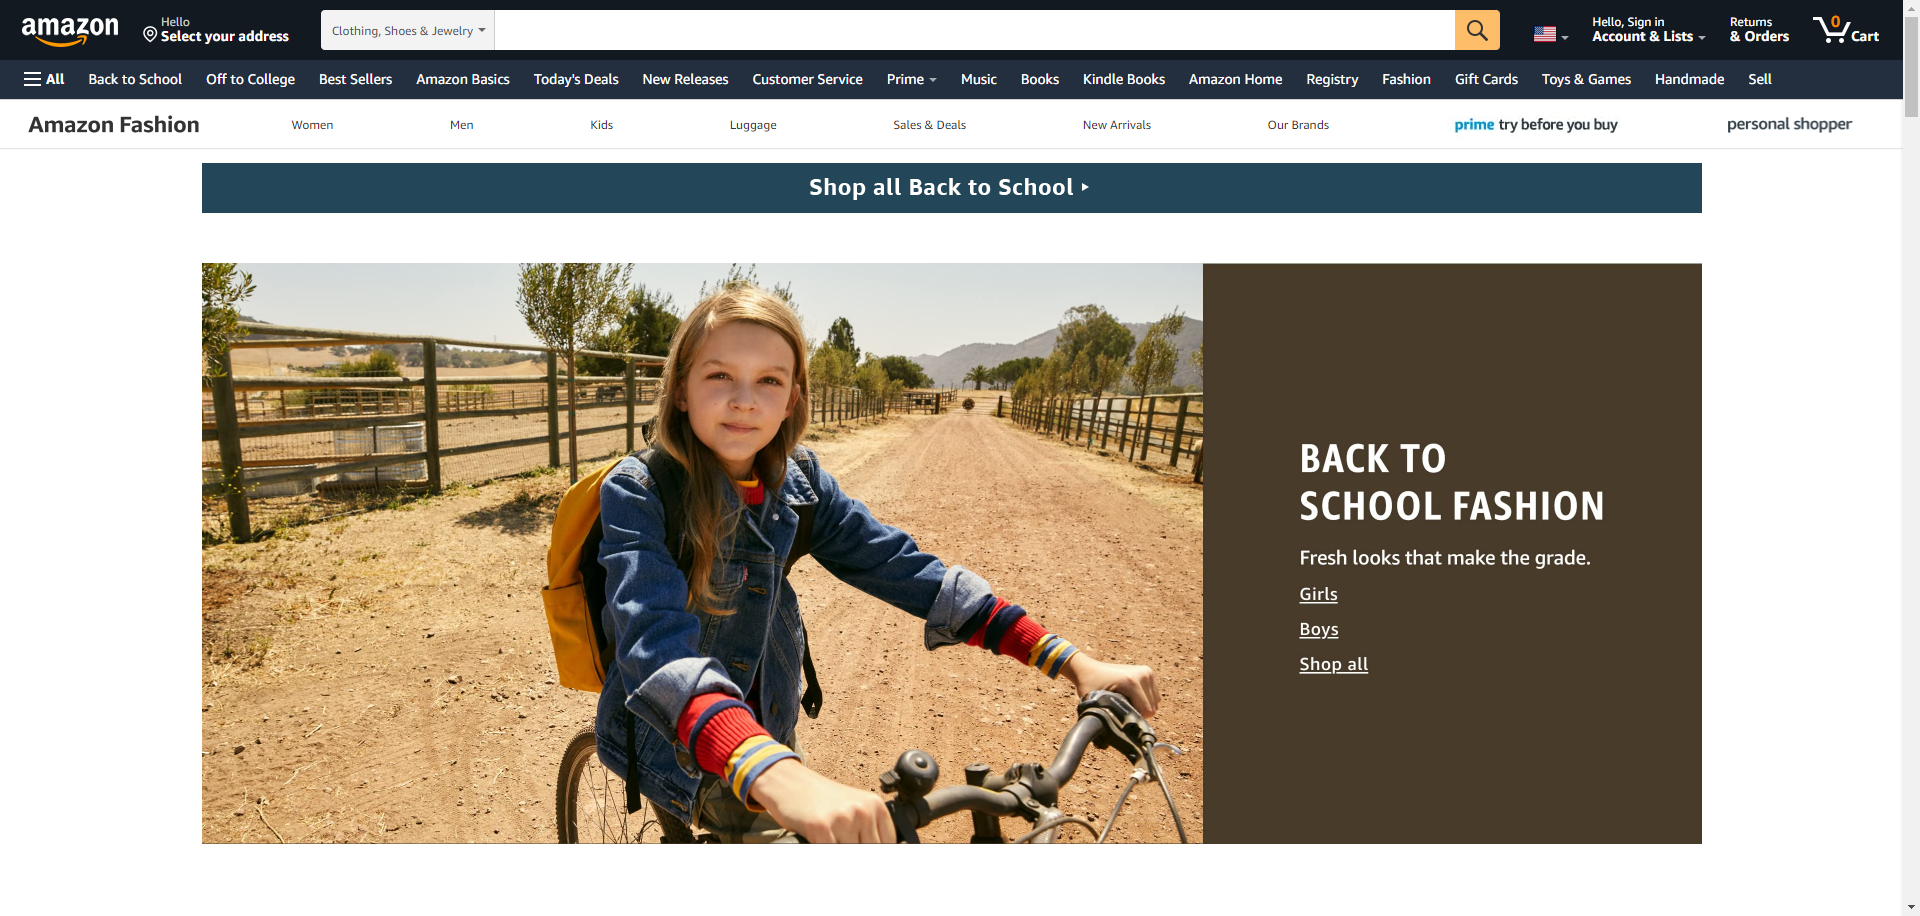 amazon
Hello
Select your address
Clothing, Shoes & Jewelry
Hello, Sign in
Account & Lists
Returns
& Orders
0
Cart
All
Back to School
Off to College
Best Sellers
Amazon Basics
Today's Deals
New Releases
Customer Service
Prime
Music
Books
Kindle Books
Amazon Home
Registry
Fashion
Gift Cards
Toys & Games
Handmade
Sell
Amazon Fashion
Women
Men
Kids
Luggage
Sales & Deals
New Arrivals
Our Brands
prime try before you buy
personal shopper
Shop all Back to School
BACK TO
SCHOOL FASHION
Fresh looks that make the grade.
Girls
Boys
Shop all